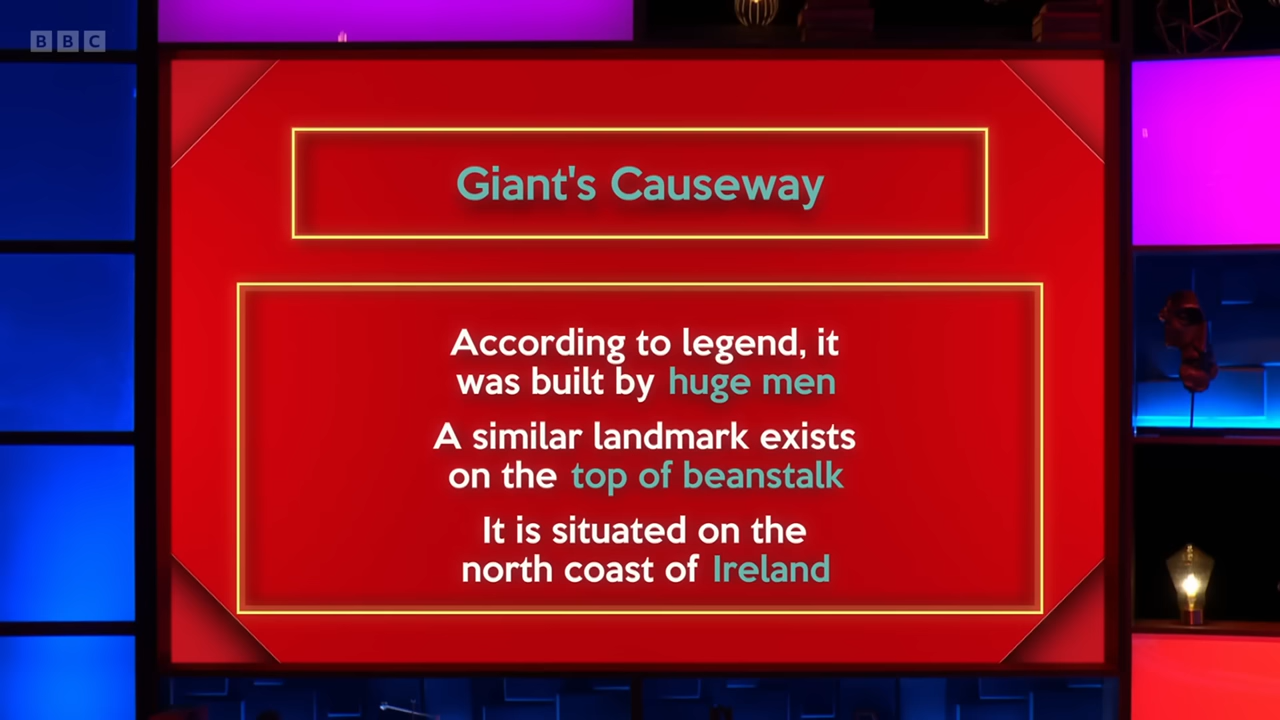 BBC
Giant's Causeway
According to legend, it
was built by huge men
A similar landmark exists
on the top of beanstalk
It is situated on the
north coast of Ireland